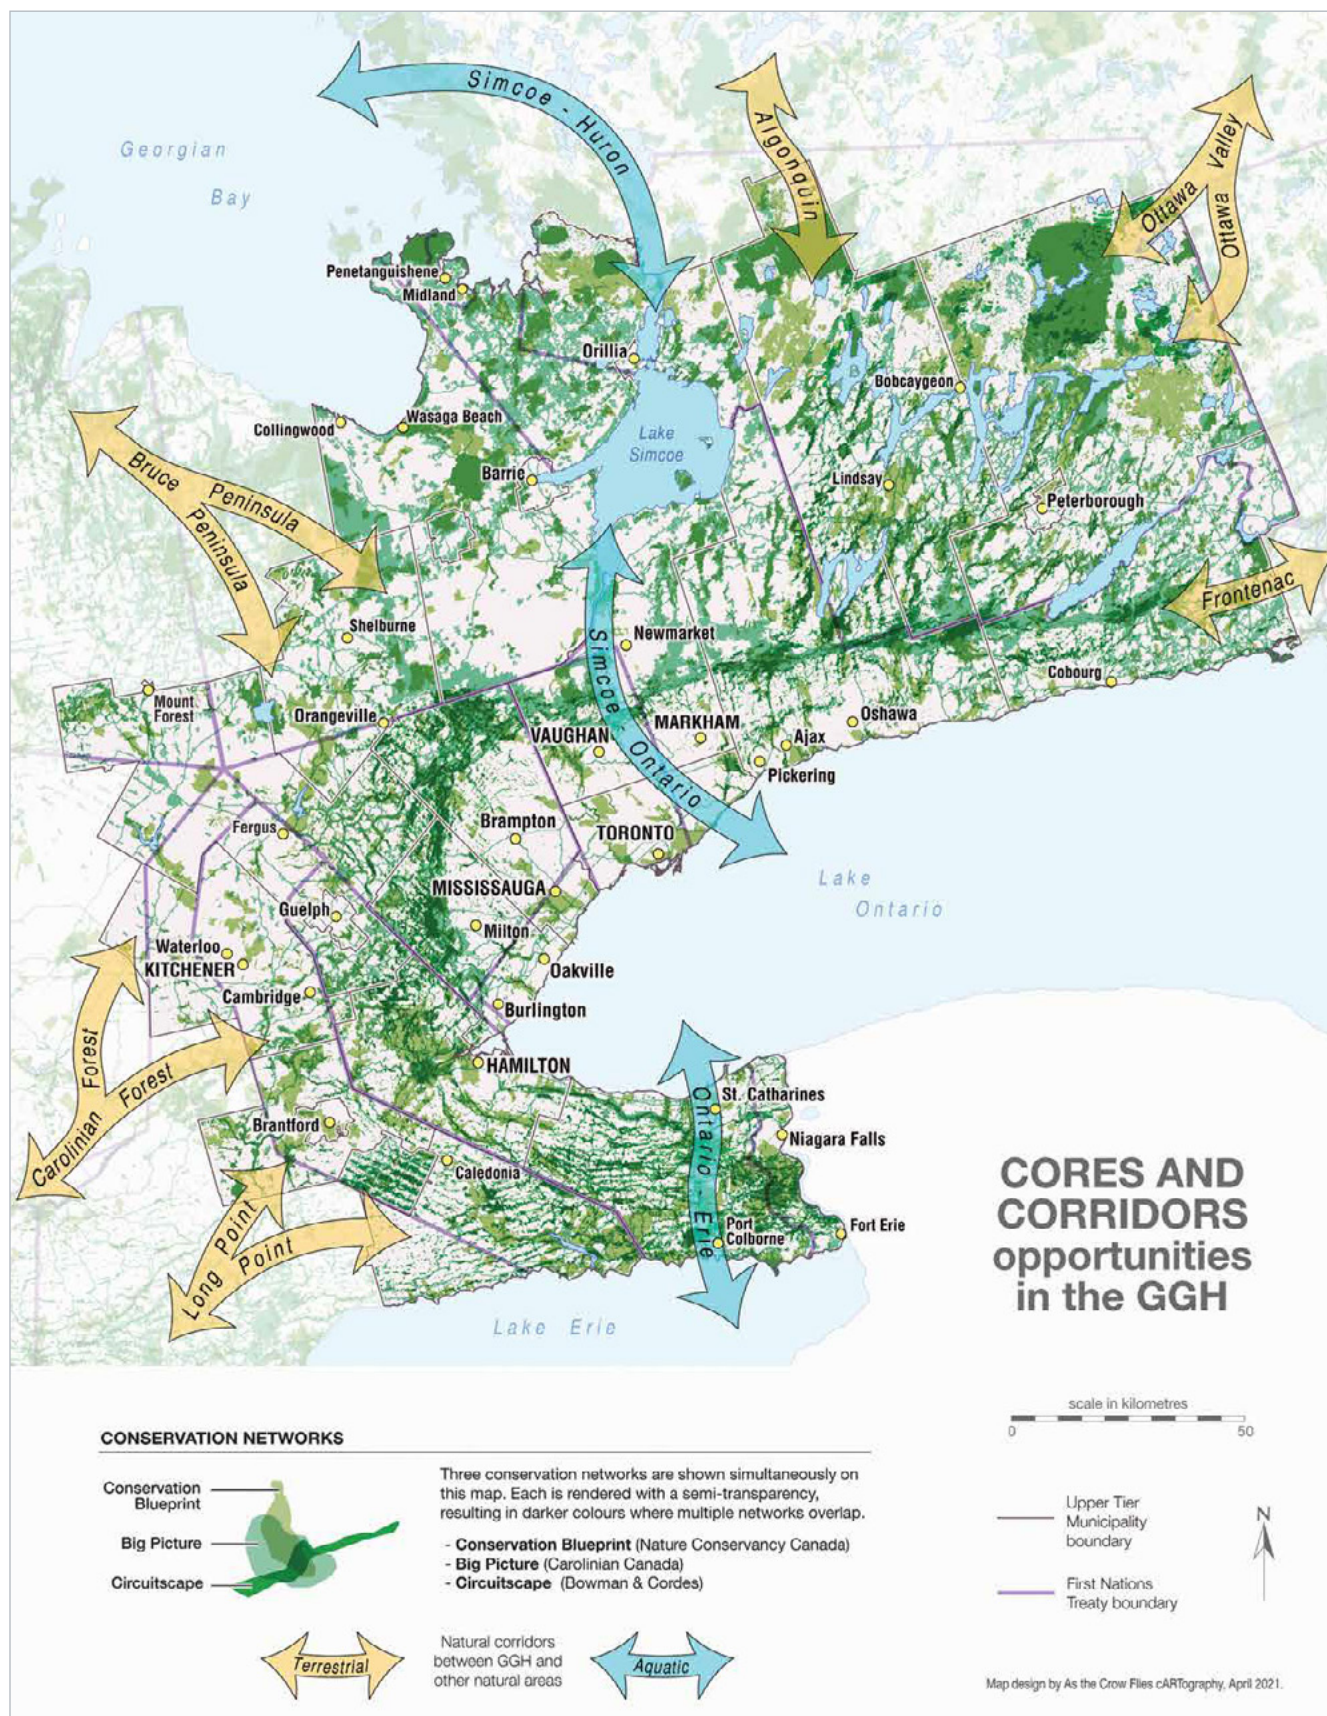 Simcoe - Huron
Algonquin
Ottawa Valley
Ottawa
Georgian
Bay
Penetanguishene
Midland
Orillia
Bobcaygeon
Collingwood
Wasaga Beach
Lake
Simcoe
Barrie
Lindsay
Peterborough
Bruce Peninsula
Peninsula
Frontenac
Shelburne
Newmarket
Simcoe Ontario
Cobourg
Mount
Forest
Orangeville
VAUGHAN
MARKHAM
Oshawa
Ajax
Pickering
Fergus
Brampton
TORONTO
Lake
Ontario
MISSISSAUGA
Guelph
Milton
Waterloo
KITCHENER
Oakville
Cambridge
Burlington
Forest
Carolinian Forest
HAMILTON
Ontario - Erie
St. Catharines
Brantford
Niagara Falls
Caledonia
Long Point
Point
Port
Colborne
Fort Erie
Lake Erie
CORES AND
CORRIDORS
opportunities
in the GGH
scale in kilometres
0 50
CONSERVATION NETWORKS
Conservation
Blueprint
Big Picture
Circuitscape
Three conservation networks are shown simultaneously on
this map. Each is rendered with a semi-transparency,
resulting in darker colours where multiple networks overlap.
- Conservation Blueprint (Nature Conservancy Canada)
- Big Picture (Carolinian Canada)
- Circuitscape (Bowman & Cordes)
Upper Tier
Municipality
boundary
N
First Nations
Treaty boundary
Terrestrial
Natural corridors
between GGH and
other natural areas
Aquatic
Map design by As the Crow Flies cARTography, April 2021.